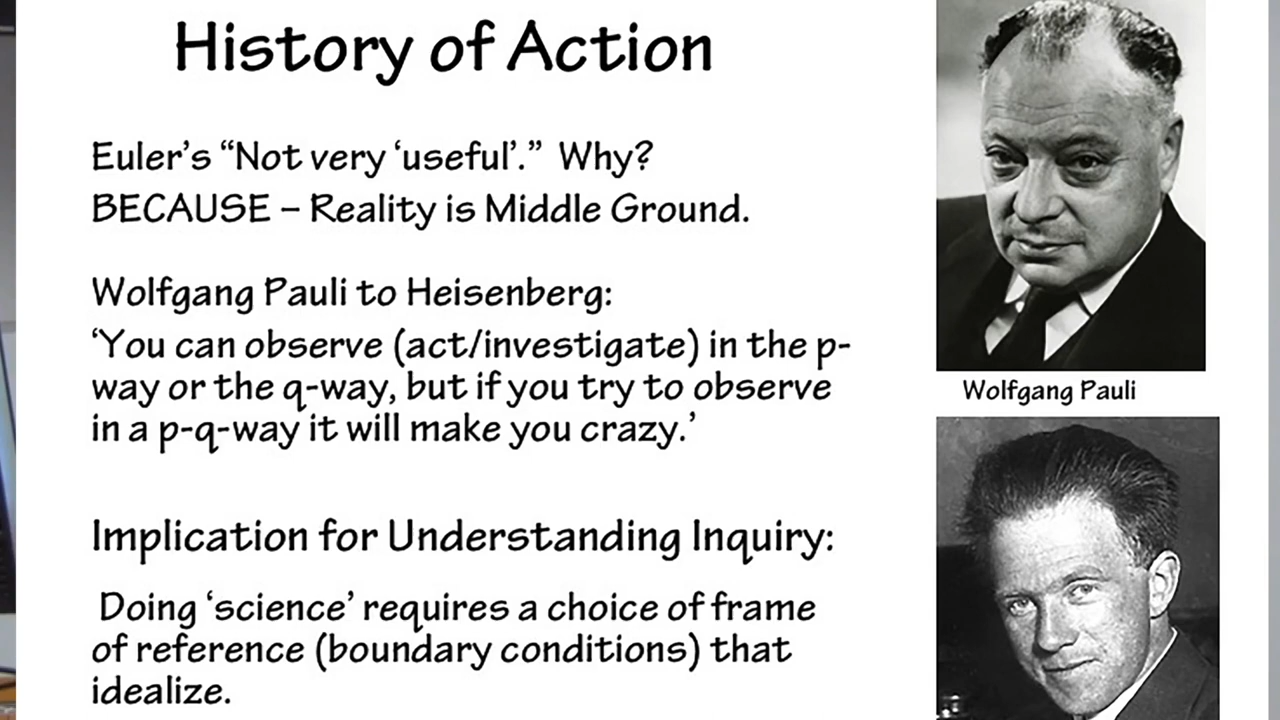 History of Action
Euler's “Not very ‘useful’.” Why?
BECAUSE – Reality is Middle Ground.
Wolfgang Pauli to Heisenberg:
‘You can observe (act/investigate) in the p-
way or the q-way, but if you try to observe
in a p-q-way it will make you crazy.’
Wolfgang Pauli
Implication for Understanding Inquiry:
Doing ‘science’ requires a choice of frame
of reference (boundary conditions) that
idealize.